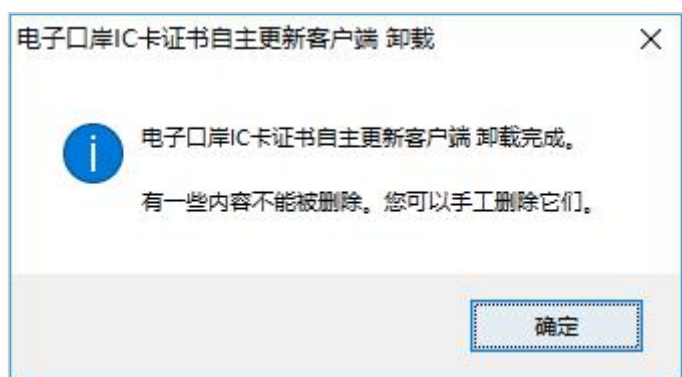 电子口岸IC卡证书自主更新客户端 卸载
电子口岸IC卡证书自主更新客户端 卸载完成。
有一些内容不能被删除。您可以手工删除它们。
确定